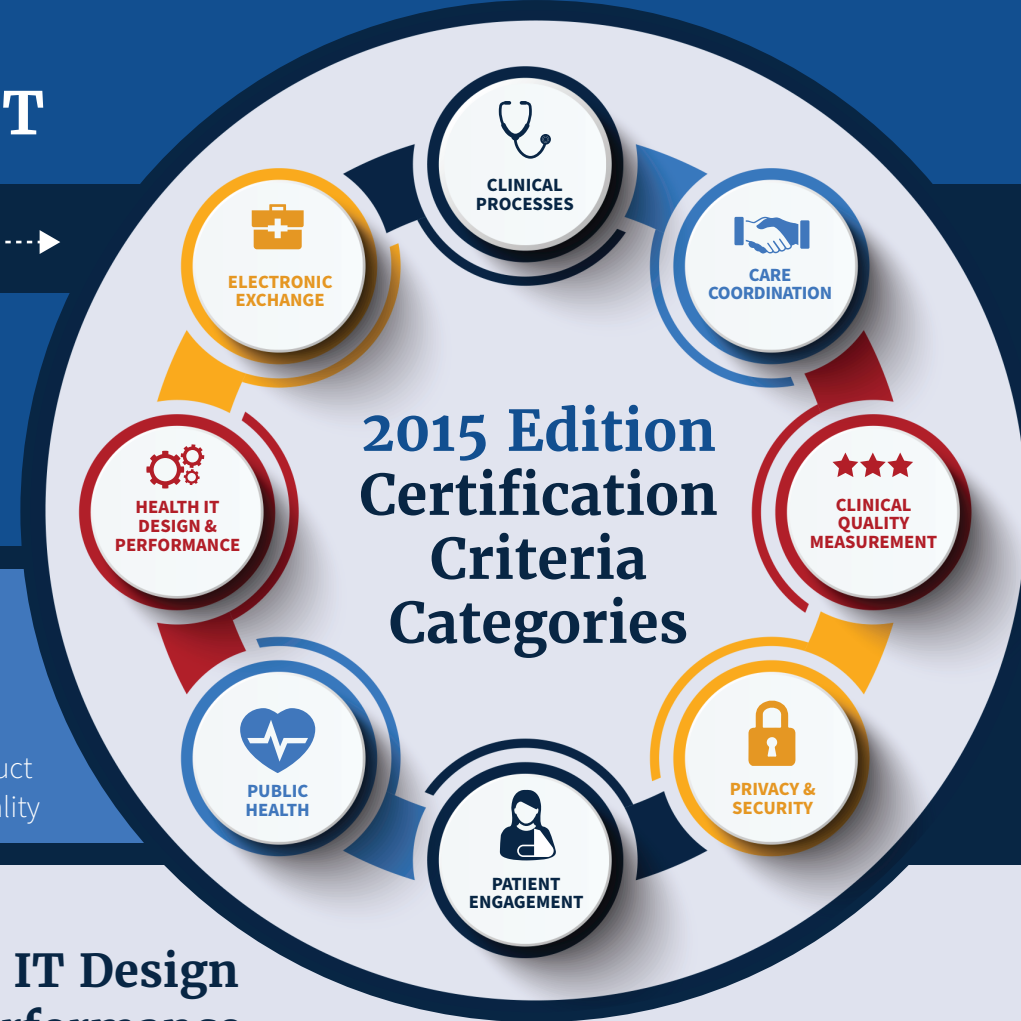 T
CLINICAL
PROCESSES
CARE
COORDINATION
CLINICAL
QUALITY
MEASUREMENT
PRIVACY &
SECURITY
PATIENT
ENGAGEMENT
PUBLIC
HEALTH
HEALTH IT
DESIGN &
PERFORMANCE
ELECTRONIC
EXCHANGE
2015 Edition
Certification
Criteria
Categories
uct
lity
IT Design